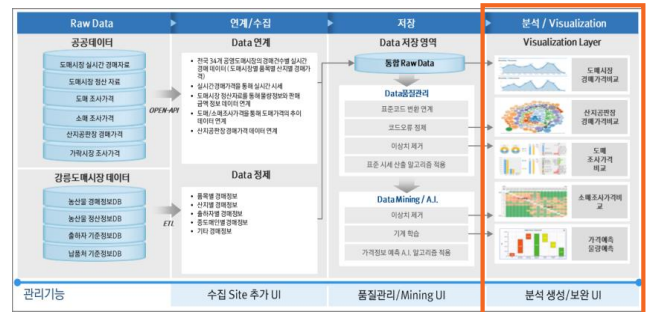 Raw Data
연계/수집
저장
분석 / Visualization
공공데이터
도매시장 실시간 경매자료
도매시장 정산 자료
도매 조사가격
소매 조사가격
산지공판장 경매가격
가락시장 조사가격
OPEN-API
강릉도매시장 데이터
농산물 경매정보DB
농산물 정산정보DB
출하자 기준정보DB
납품처 기준정보DB
ETL
Data 연계
• 전국 34개 공영도매시장의 경매건수별 실시간
경매 데이터 (도매시장별 품목별 산지별 경매가
격)
• 실시간경매가격을 통해 실시간 시세
• 도매시장 정산자료를 통해 물량정보와 판매
금액 정보 데이터 연계
• 도매/소매조사가격을 통해 도매가격의 추이
데이터 연계
• 산지공판장 경매가격 데이터 연계
Data 정제
• 품목별 경매정보
• 산지별 경매정보
• 출하자별 경매정보
• 중도매인별 경매정보
• 기타 경매정보
Data 저장 영역
통합 Raw Data
Data품질관리
표준코드 변환 연계
코드오류 정제
이상치 제거
표준 시세 산출 알고리즘 적용
Data Mining / A.I.
이상치 제거
기계 학습
가격정보 예측 A.I. 알고리즘 적용
Visualization Layer
도매시장
경매가격비교
산지공판장
경매가격비교
도매
조사가격
비교
소매조사가격비
교
가격예측
물량예측
관리기능
수집 Site 추가 UI
품질관리/Mining UI
분석 생성/보완 UI